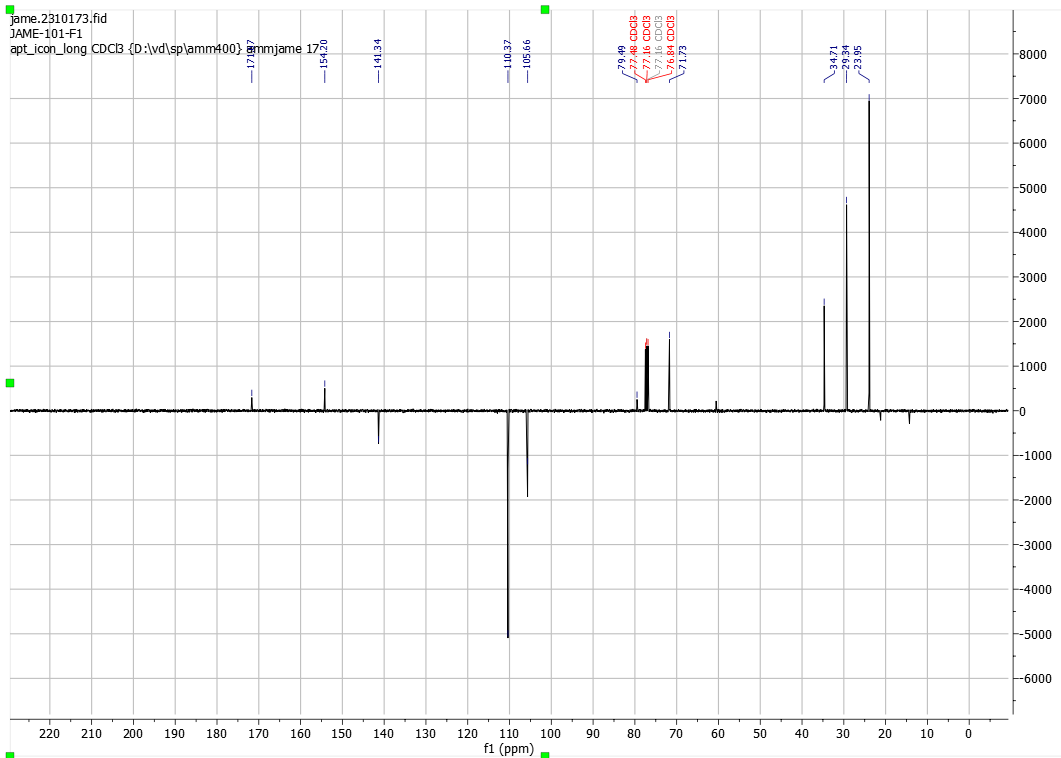 jame.2310173.fid
JAME-101-F1
apt_icon_long CDCl3 {D:\vd\sp\amm400} ammjame 17
154.20
141.34
110.37
105.66
79.49
77.48 CDCl3
77.16 CDCl3
77.16 CDCl3
76.84 CDCl3
71.73
34.71
29.34
23.95
8000
7000
6000
5000
4000
3000
2000
1000
0
-1000
-2000
-3000
-4000
-5000
-6000
220 210 200 190 180 170 160 150 140 130 120 110 100 90 80 70 60 50 40 30 20 10 0
f1 (ppm)